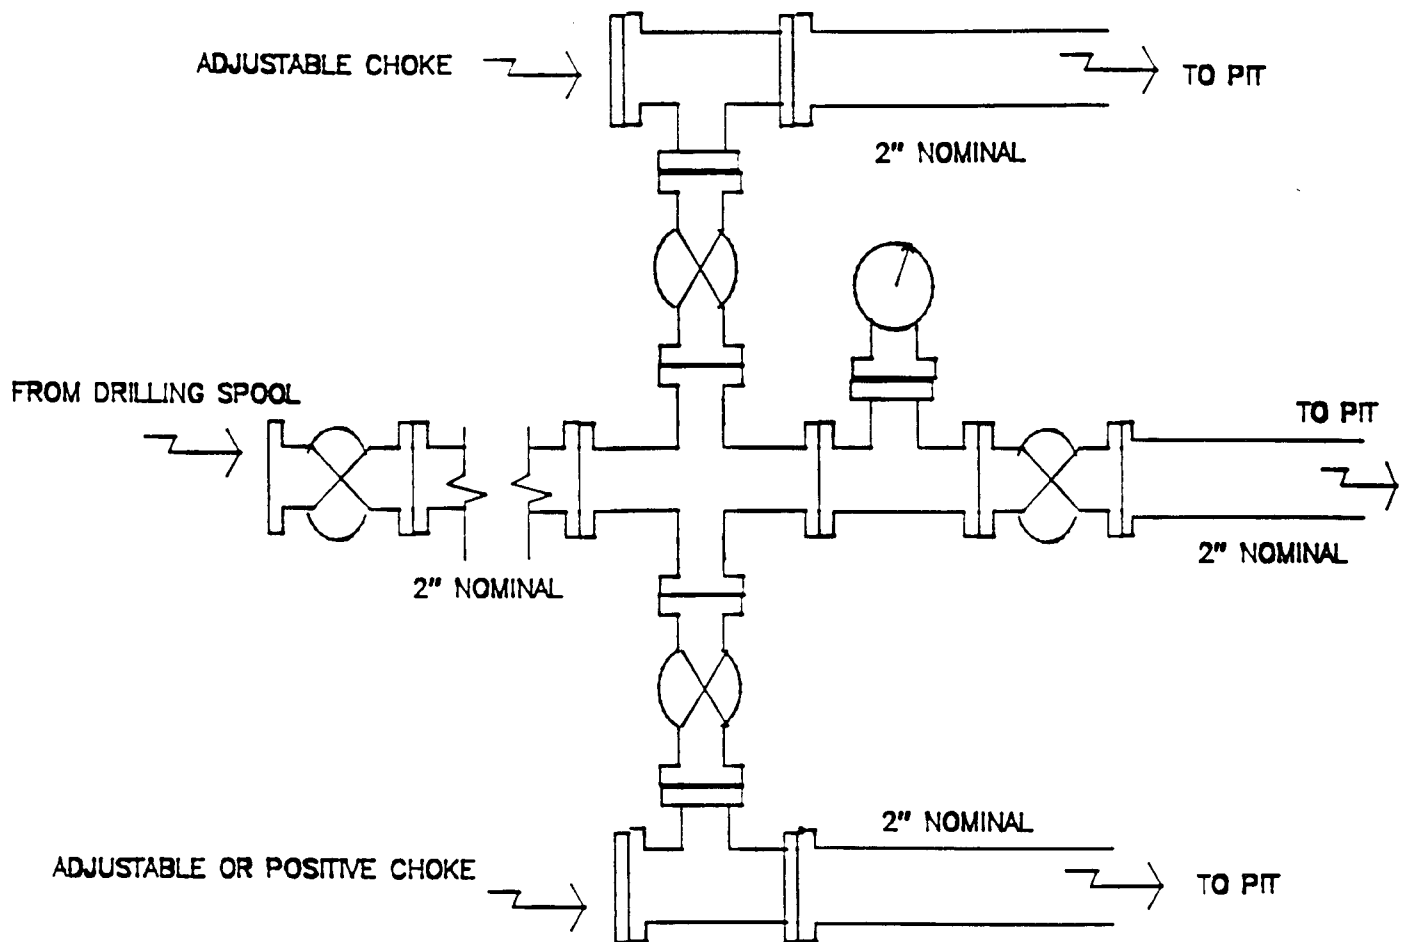 ADJUSTABLE CHOKE
TO PIT
2" NOMINAL
FROM DRILLING SPOOL
TO PIT
2" NOMINAL
2" NOMINAL
2" NOMINAL
ADJUSTABLE OR POSITIVE CHOKE
TO PIT